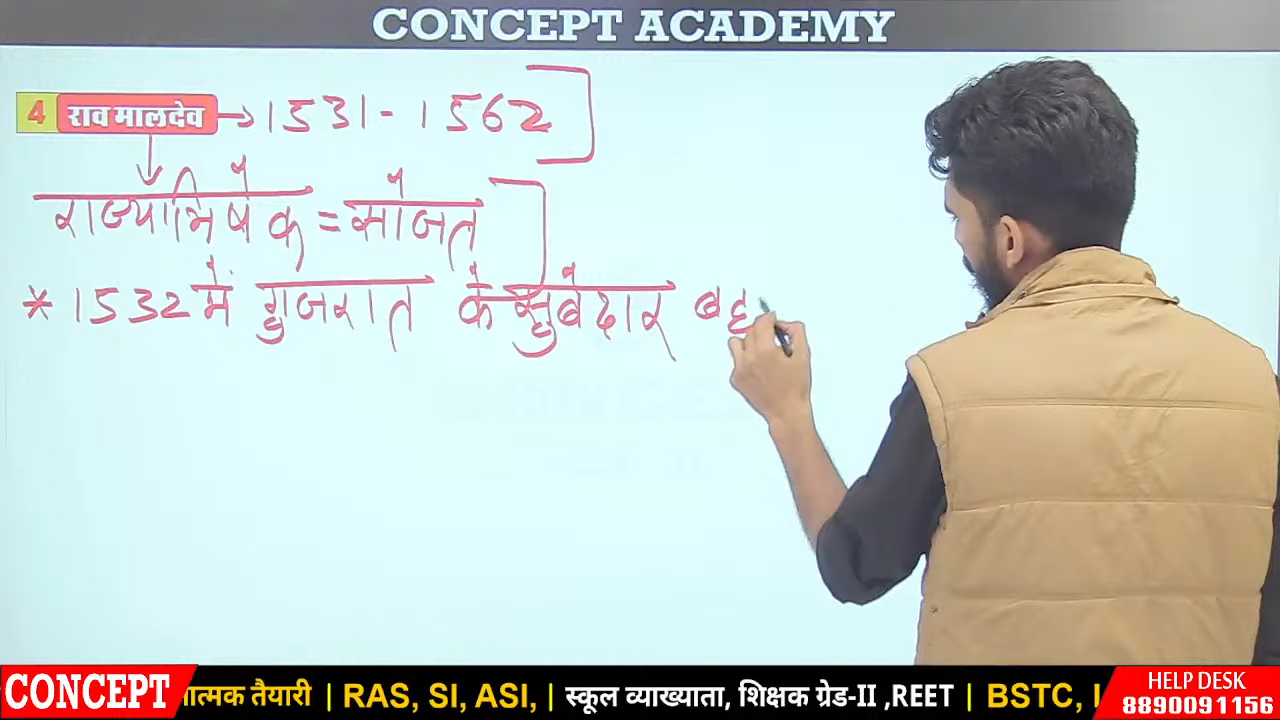 CONCEPT ACADEMY
4 राव मालदेव → 1531 - 1562
राज्याभिषेक = सोजत
* 1532 में गुजरात के सुबेदार बह
CONCEPT त्मक तैयारी | RAS, SI, ASI, | स्कूल व्याख्याता, शिक्षक ग्रेड-II ,REET | BSTC,
HELP DESK
8890091156